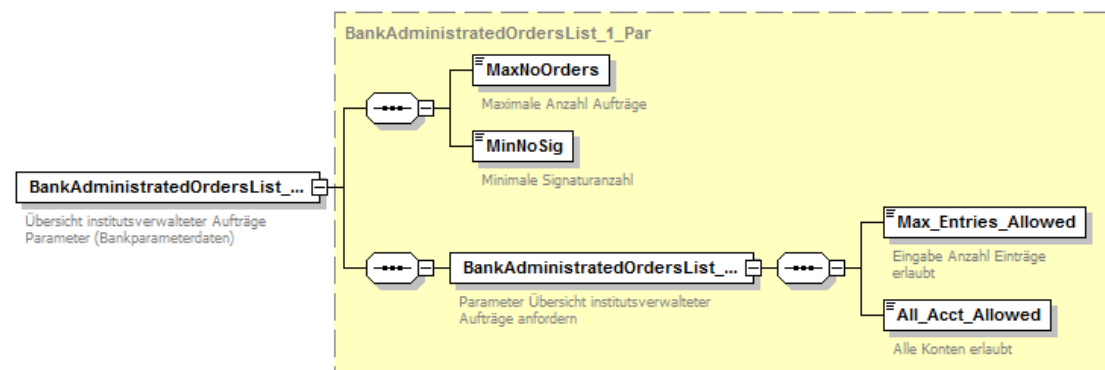 BankAdministratedOrdersList_1_Par
MaxNoOrders
Maximale Anzahl Aufträge
MinNoSig
Minimale Signaturanzahl
BankAdministratedOrdersList_...
Übersicht institutsverwalteter Aufträge
Parameter (Bankparameterdaten)
BankAdministratedOrdersList_...
Parameter Übersicht institutsverwalteter
Aufträge anfordern
Max_Entries_Allowed
Eingabe Anzahl Einträge
erlaubt
All_Acct_Allowed
Alle Konten erlaubt